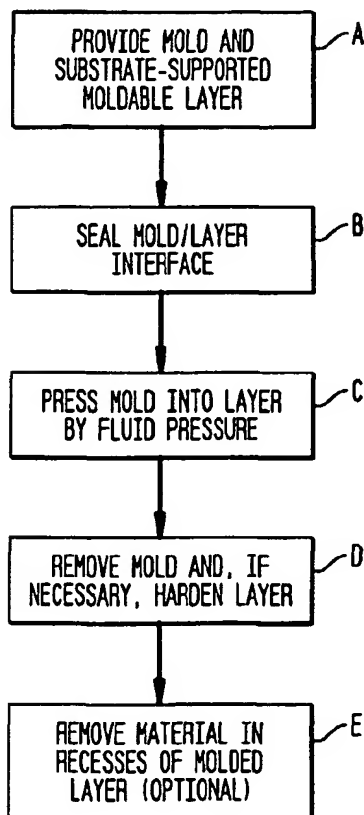 PROVIDE MOLD AND
SUBSTRATE-SUPPORTED
MOLDABLE LAYER
A
SEAL MOLD/LAYER
INTERFACE
B
PRESS MOLD INTO LAYER
BY FLUID PRESSURE
C
REMOVE MOLD AND, IF
NECESSARY, HARDEN LAYER
D
REMOVE MATERIAL IN
RECESSES OF MOLDED
LAYER (OPTIONAL)
E